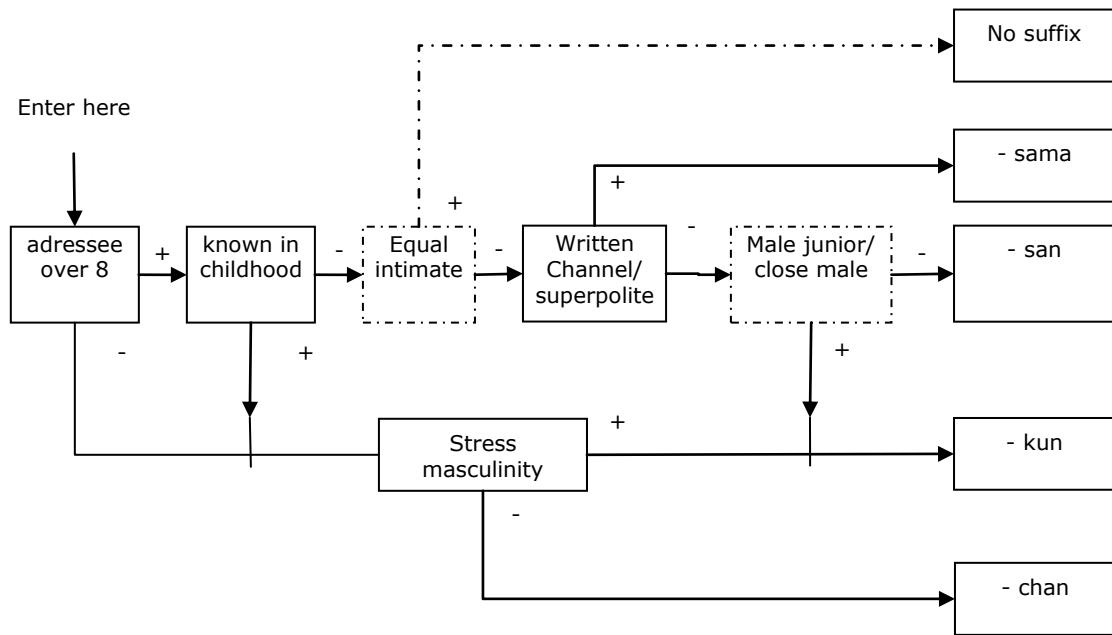 No suffix
Enter here
- sama
+
+
adressee
over 8
+
known in
childhood
-
Equal
intimate
-
Written
Channel/
superpolite
-
Male junior/
close male
-
- san
-
+
+
Stress
masculinity
+
- kun
-
- chan